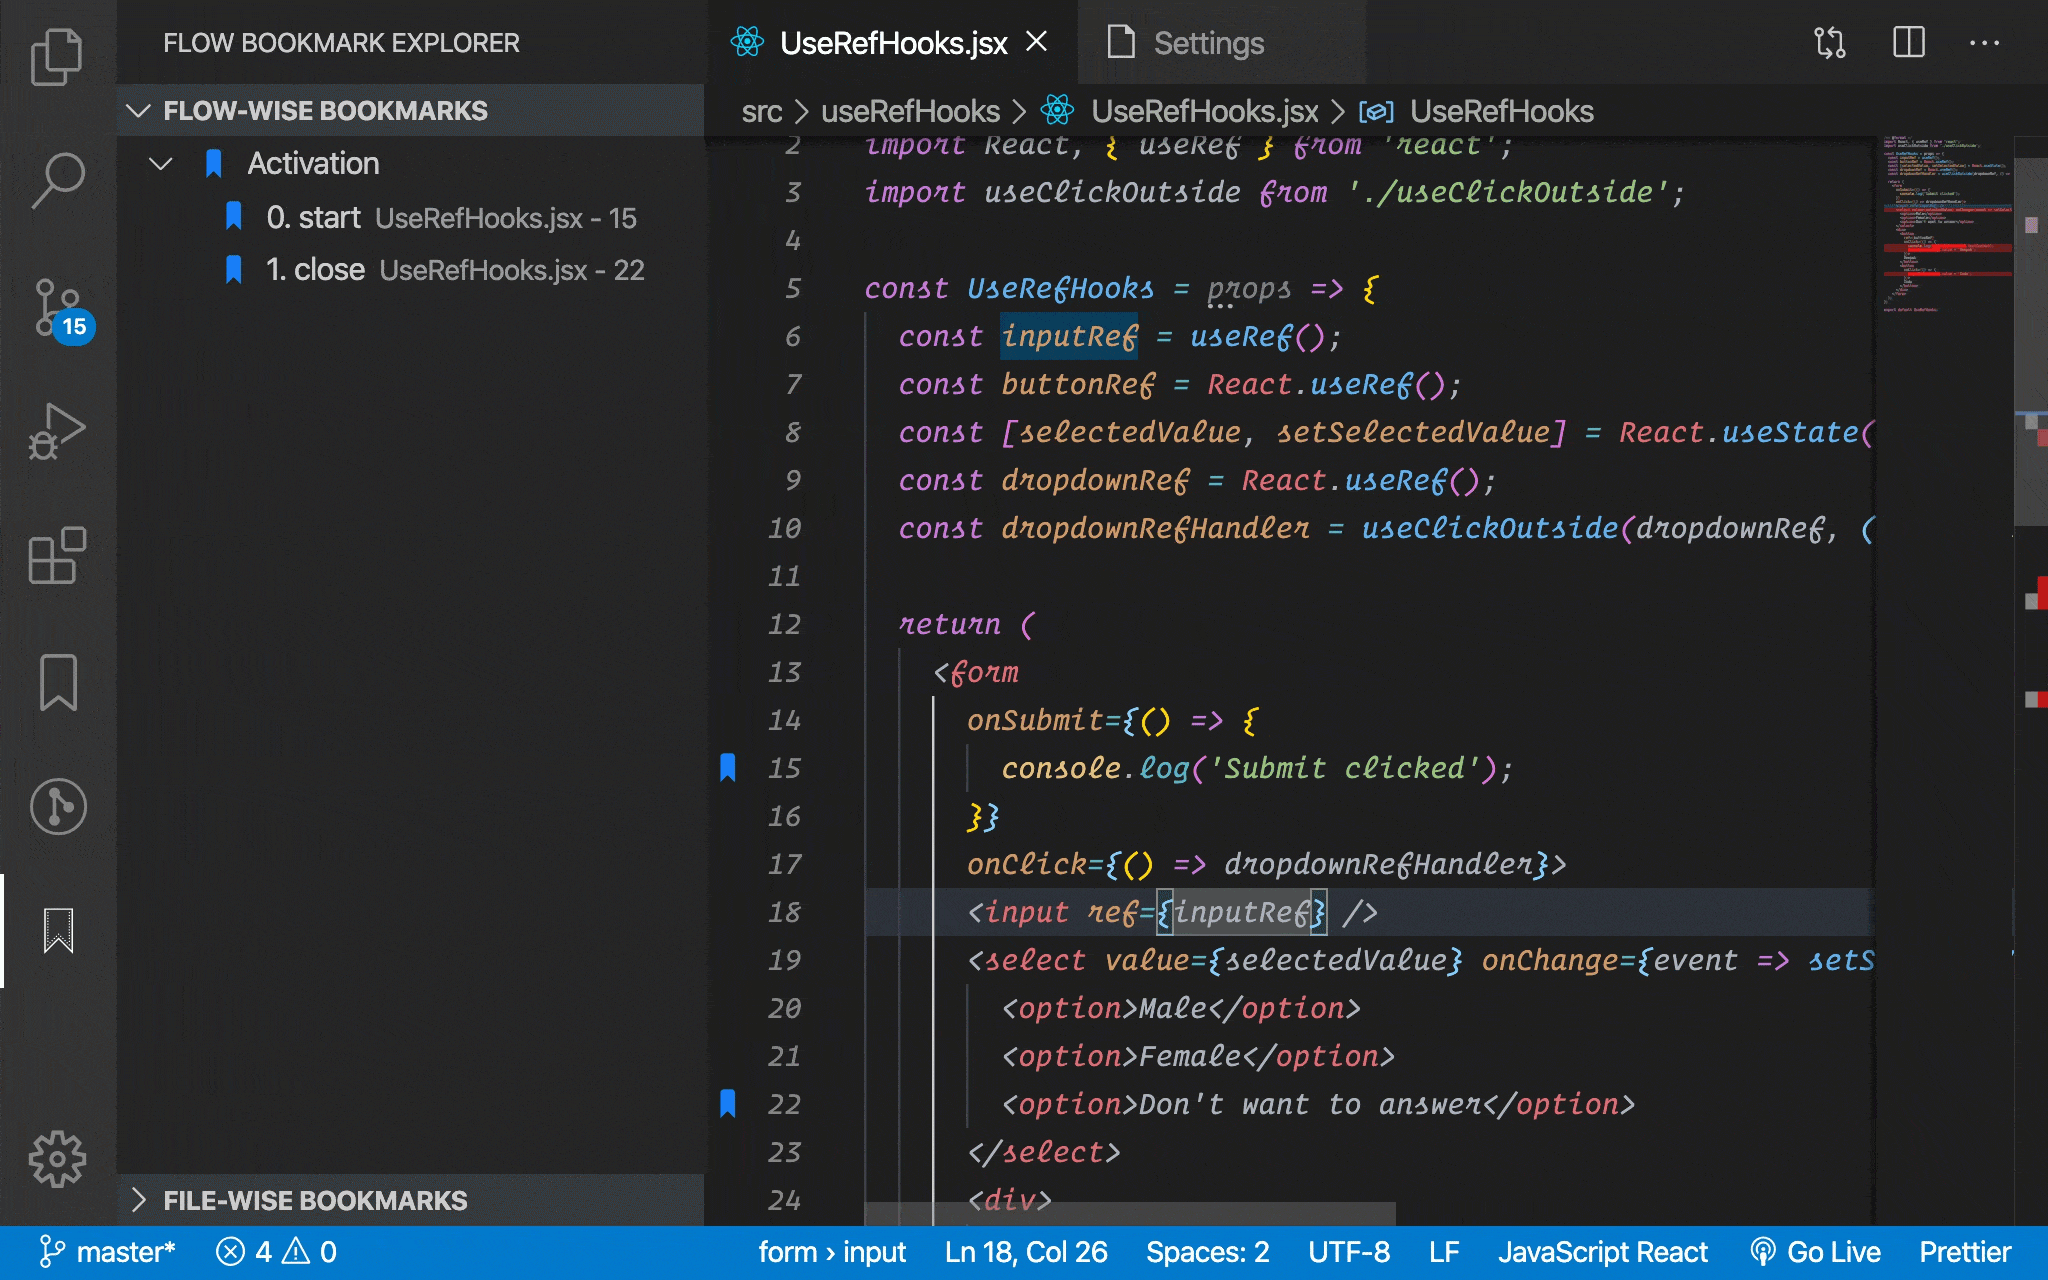 FLOW BOOKMARK EXPLORER
FLOW-WISE BOOKMARKS
Activation
0. start UseRefHooks.jsx - 15
1. close UseRefHooks.jsx - 22
15
FILE-WISE BOOKMARKS
UseRefHooks.jsx
Settings
src > useRefHooks > UseRefHooks.jsx > UseRefHooks
2 import React, { useRef } from 'react';
3 import useClickOutside from './useClickOutside';
4
5 const UseRefHooks = props => {
6 const inputRef = useRef();
7 const buttonRef = React.useRef();
8 const [selectedValue, setSelectedValue] = React.useState(
9 const dropdownRef = React.useRef();
10 const dropdownRefHandler = useClickOutside(dropdownRef, (
11
12 return (
13 <form
14 onSubmit={() => {
15 console.log('Submit clicked');
16 }}
17 onClick={() => dropdownRefHandler}>
18 <input ref={inputRef} />
19 <select value={selectedValue} onChange={event => setS
20 <option>Male</option>
21 <option>Female</option>
22 <option>Don't want to answer</option>
23 </select>
24 <div>
master* 4 0 form › input Ln 18, Col 26 Spaces: 2 UTF-8 LF JavaScript React Go Live Prettier